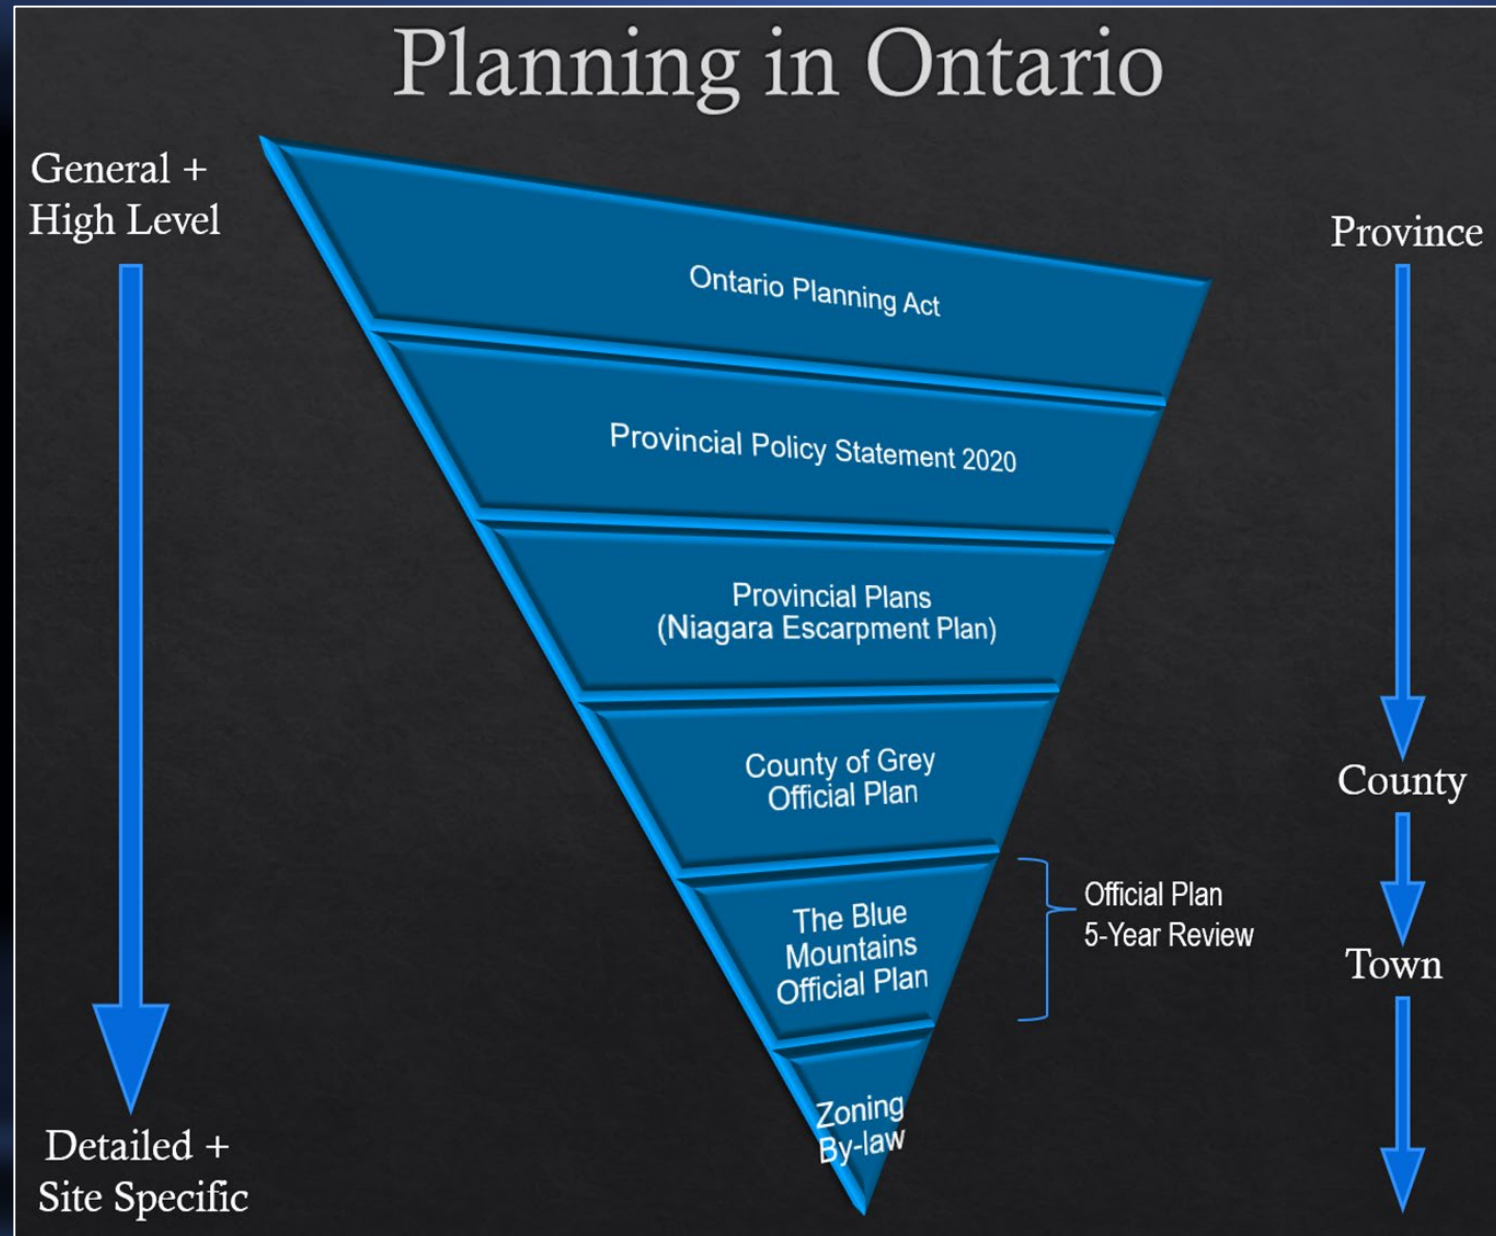 Planning in Ontario
General +
High Level
Province
Ontario Planning Act
Provincial Policy Statement 2020
Provincial Plans
(Niagara Escarpment Plan)
County of Grey
Official Plan
County
The Blue
Mountains
Official Plan
Official Plan
5-Year Review
Town
Zoning
By-law
Detailed +
Site Specific